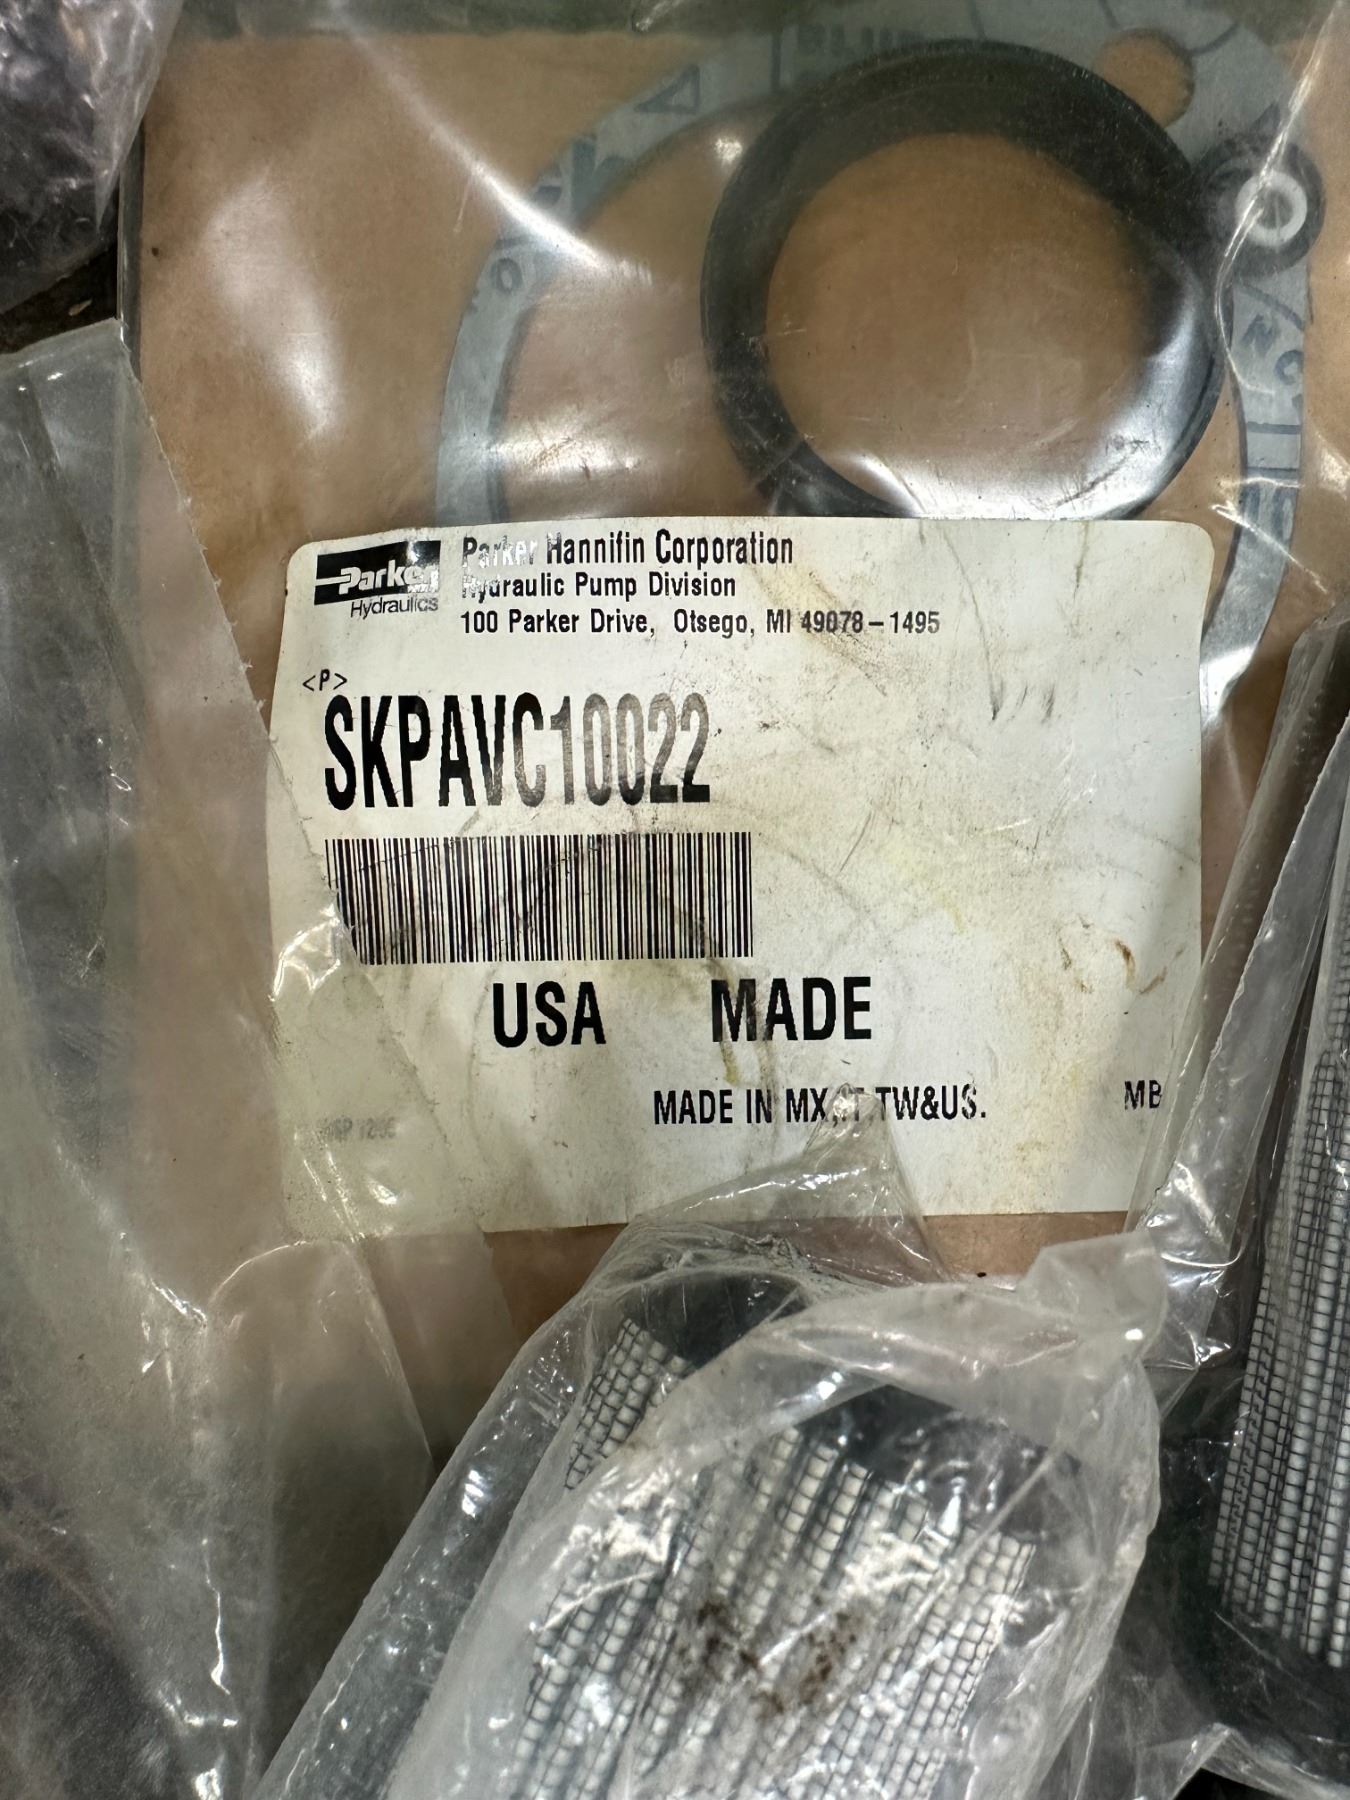 Parker
Hydraulics
Parker Hannifin Corporation
Hydraulic Pump Division
100 Parker Drive, Otsego, MI 49078-1495
<P>
SKPAVC10022
USA MADE
MADE IN MX,IT,TW&US. MB